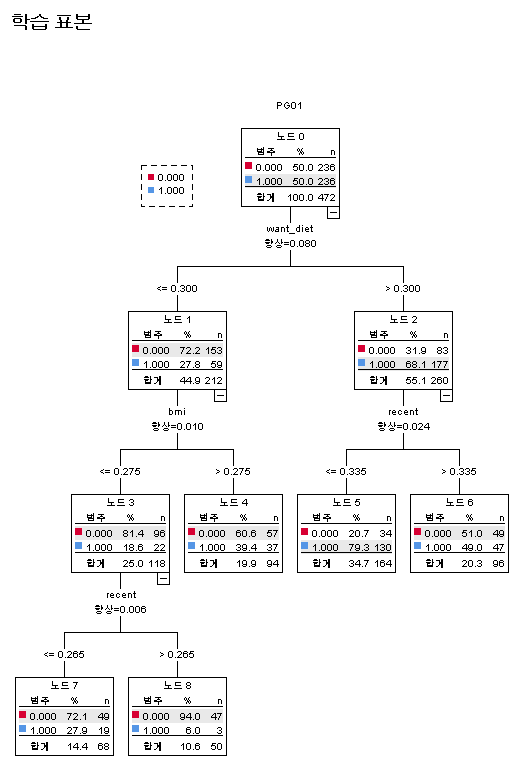 학습 표본
PG01
노드 0
범주 % n
0.000 50.0 236
1.000 50.0 236
합계 100.0 472
0.000
1.000
want_diet
향상=0.080
<= 0.300
> 0.300
노드 1
범주 % n
0.000 72.2 153
1.000 27.8 59
합계 44.9 212
노드 2
범주 % n
0.000 31.9 83
1.000 68.1 177
합계 55.1 260
bmi
향상=0.010
recent
향상=0.024
<= 0.275
> 0.275
<= 0.335
> 0.335
노드 3
범주 % n
0.000 81.4 96
1.000 18.6 22
합계 25.0 118
노드 4
범주 % n
0.000 60.6 57
1.000 39.4 37
합계 19.9 94
노드 5
범주 % n
0.000 20.7 34
1.000 79.3 130
합계 34.7 164
노드 6
범주 % n
0.000 51.0 49
1.000 49.0 47
합계 20.3 96
recent
향상=0.006
<= 0.265
> 0.265
노드 7
범주 % n
0.000 72.1 49
1.000 27.9 19
합계 14.4 68
노드 8
범주 % n
0.000 94.0 47
1.000 6.0 3
합계 10.6 50